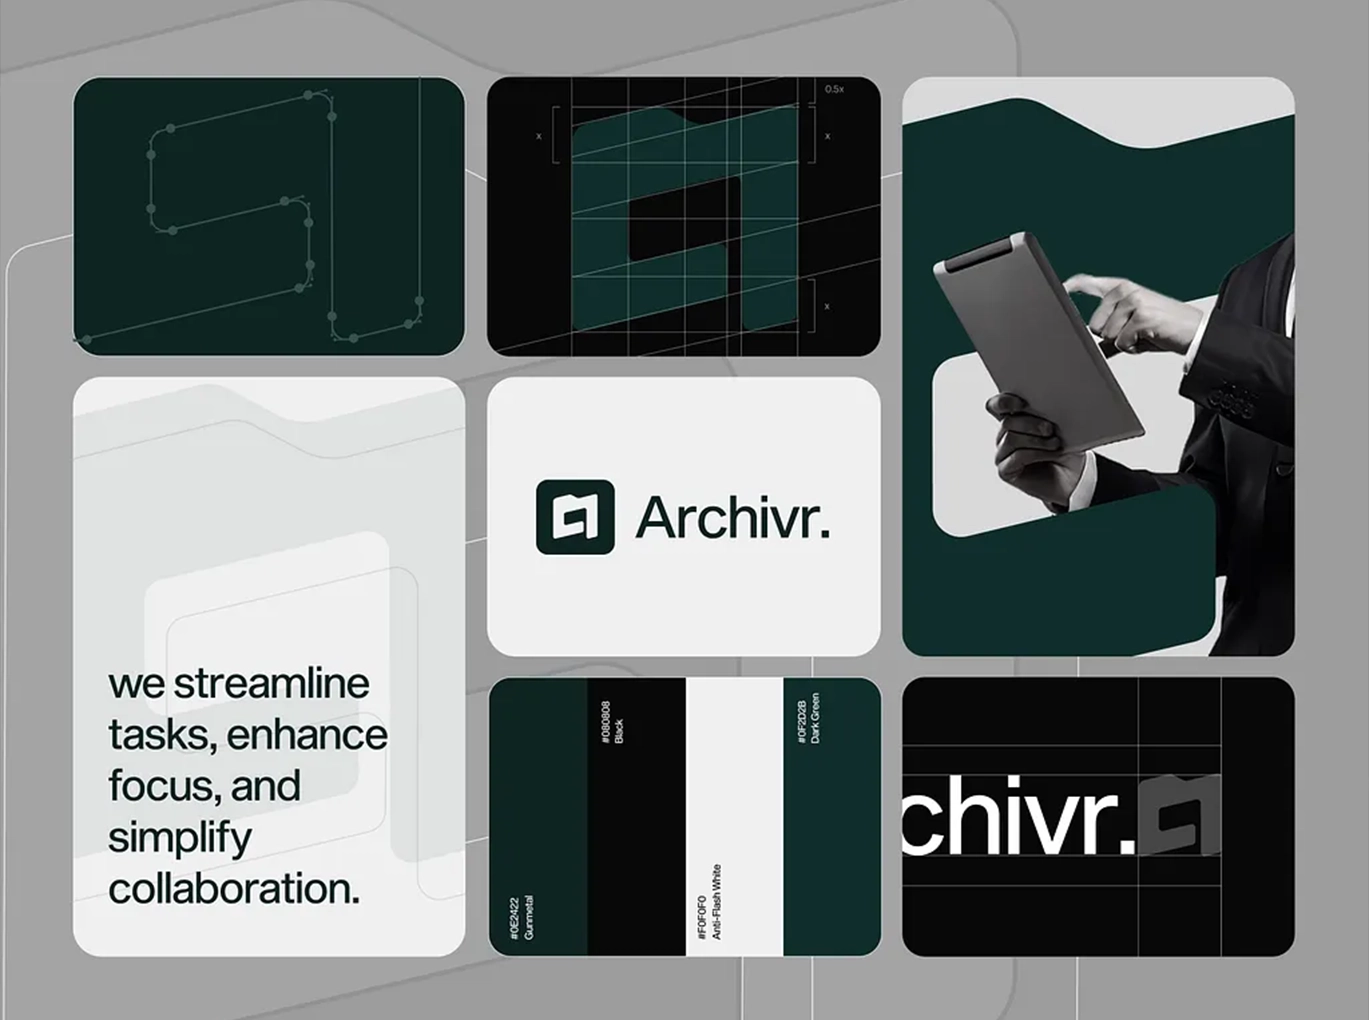 0.5x
x
x
x
Archivr.
we streamline
tasks, enhance
focus, and
simplify
collaboration.
#0E2422
Gunmetal
#080808
Black
#F0F0F0
Anti-Flash White
#0F2D2B
Dark Green
chivr.